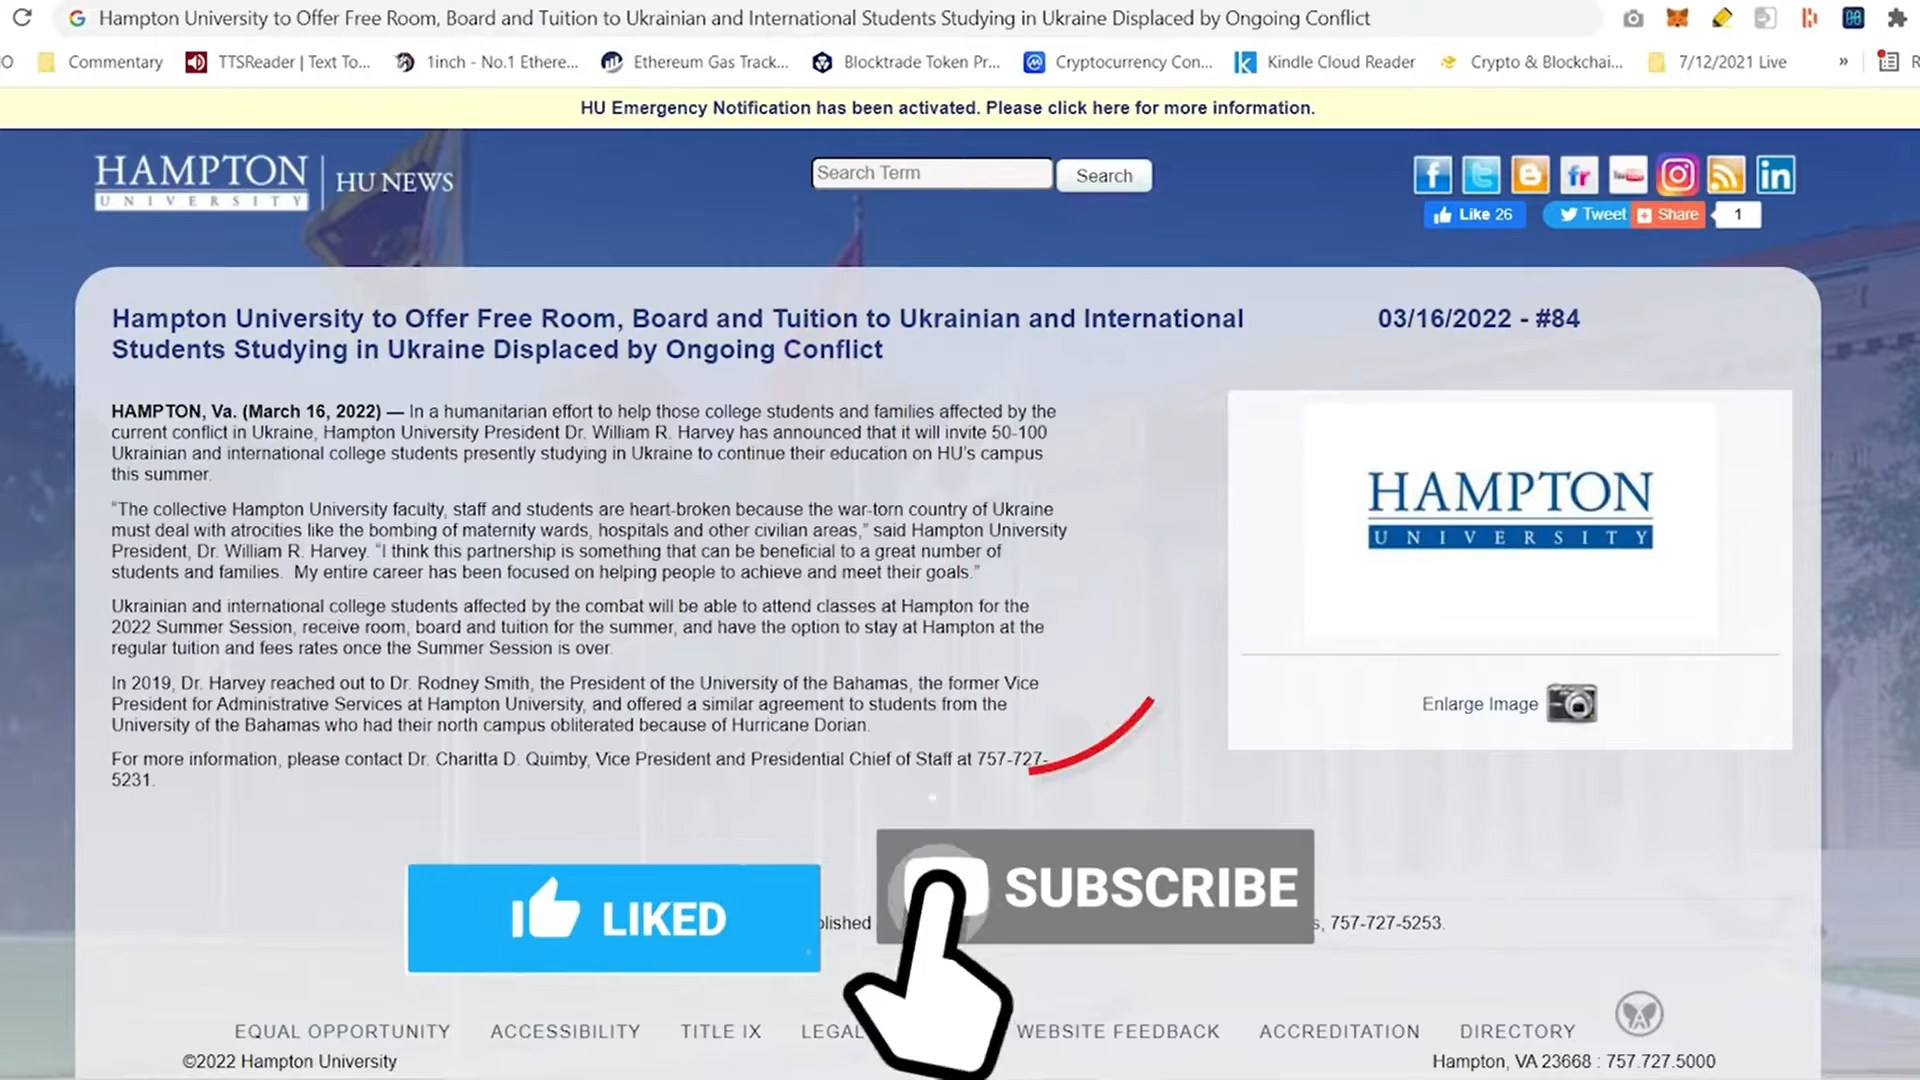 Hampton University to Offer Free Room, Board and Tuition to Ukrainian and International Students Studying in Ukraine Displaced by Ongoing Conflict
Commentary TTSReader | Text To... 1inch - No.1 Ethere... Ethereum Gas Track... Blocktrade Token Pr... Cryptocurrency Con... Kindle Cloud Reader Crypto & Blockchai... 7/12/2021 Live »
HU Emergency Notification has been activated. Please click here for more information.
HAMPTON
UNIVERSITY
HU NEWS
Search Term Search
Like 26 Tweet Share 1
Hampton University to Offer Free Room, Board and Tuition to Ukrainian and International
Students Studying in Ukraine Displaced by Ongoing Conflict
03/16/2022 - #84
HAMPTON, Va. (March 16, 2022) — In a humanitarian effort to help those college students and families affected by the
current conflict in Ukraine, Hampton University President Dr. William R. Harvey has announced that it will invite 50-100
Ukrainian and international college students presently studying in Ukraine to continue their education on HU's campus
this summer.
“The collective Hampton University faculty, staff and students are heart-broken because the war-torn country of Ukraine
must deal with atrocities like the bombing of maternity wards, hospitals and other civilian areas,” said Hampton University
President, Dr. William R. Harvey. “I think this partnership is something that can be beneficial to a great number of
students and families. My entire career has been focused on helping people to achieve and meet their goals.”
Ukrainian and international college students affected by the combat will be able to attend classes at Hampton for the
2022 Summer Session, receive room, board and tuition for the summer, and have the option to stay at Hampton at the
regular tuition and fees rates once the Summer Session is over.
In 2019, Dr. Harvey reached out to Dr. Rodney Smith, the President of the University of the Bahamas, the former Vice
President for Administrative Services at Hampton University, and offered a similar agreement to students from the
University of the Bahamas who had their north campus obliterated because of Hurricane Dorian.
For more information, please contact Dr. Charitta D. Quimby, Vice President and Presidential Chief of Staff at 757-727-
5231.
HAMPTON
UNIVERSITY
Enlarge Image
LIKED
SUBSCRIBE
757-727-5253.
EQUAL OPPORTUNITY ACCESSIBILITY TITLE IX LEGAL WEBSITE FEEDBACK ACCREDITATION DIRECTORY
©2022 Hampton University
Hampton, VA 23668 : 757.727.5000